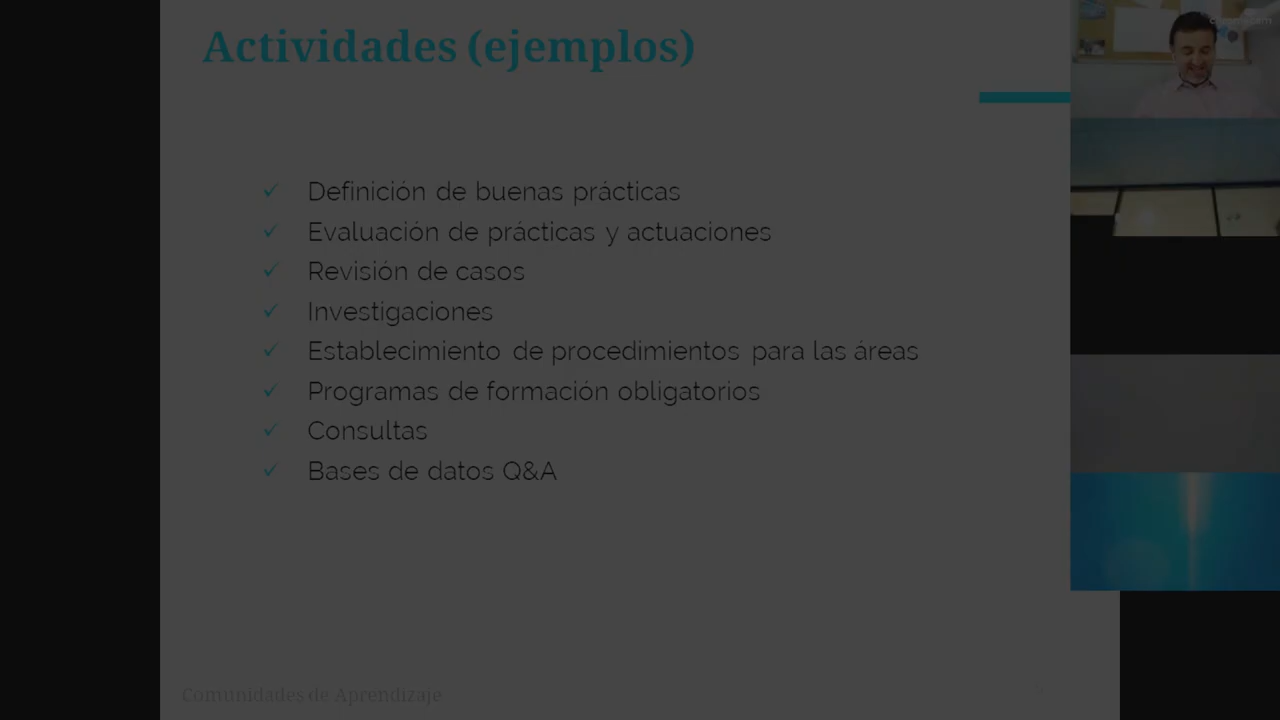 Actividades (ejemplos)
Definición de buenas prácticas
Evaluación de prácticas y actuaciones
Revisión de casos
Investigaciones
Establecimiento de procedimientos para las áreas
Programas de formación obligatorios
Consultas
Bases de datos Q&A
Comunidades de Aprendizaje